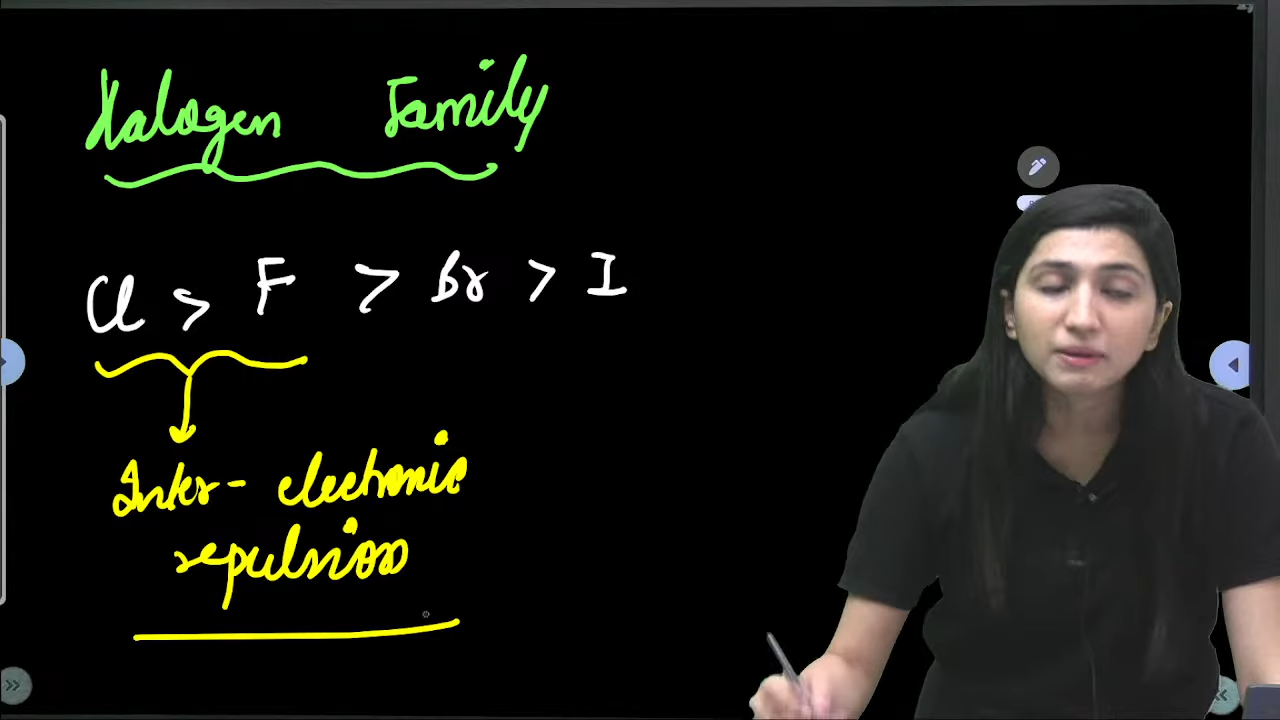 Halogen Family
Cl > F > Br > I
Inter-electronic
repulsion